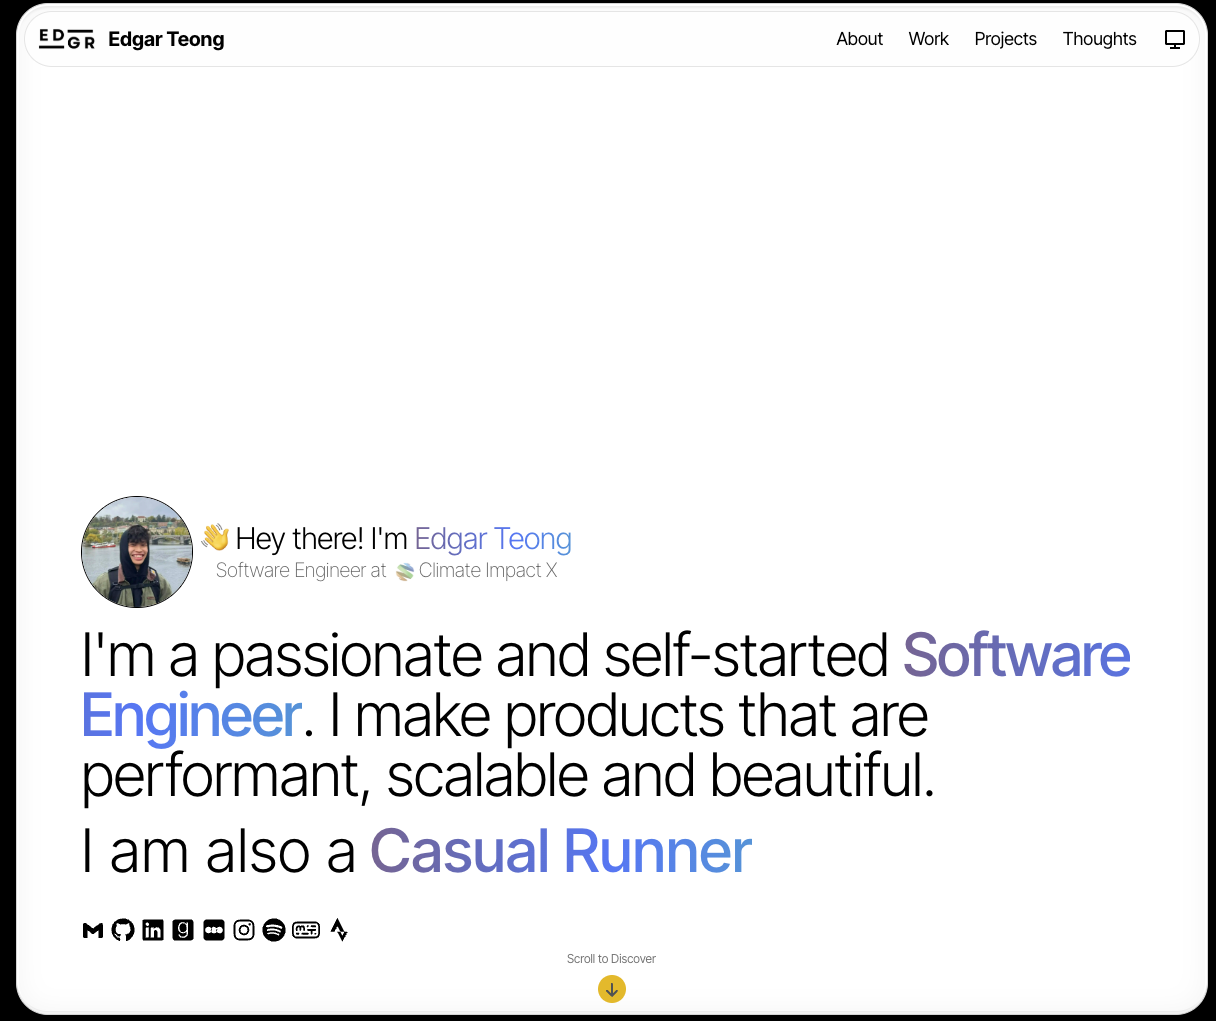 EDGR Edgar Teong About Work Projects Thoughts
👋 Hey there! I'm Edgar Teong
Software Engineer at Climate Impact X
I'm a passionate and self-started Software
Engineer. I make products that are
performant, scalable and beautiful.
I am also a Casual Runner
Scroll to Discover